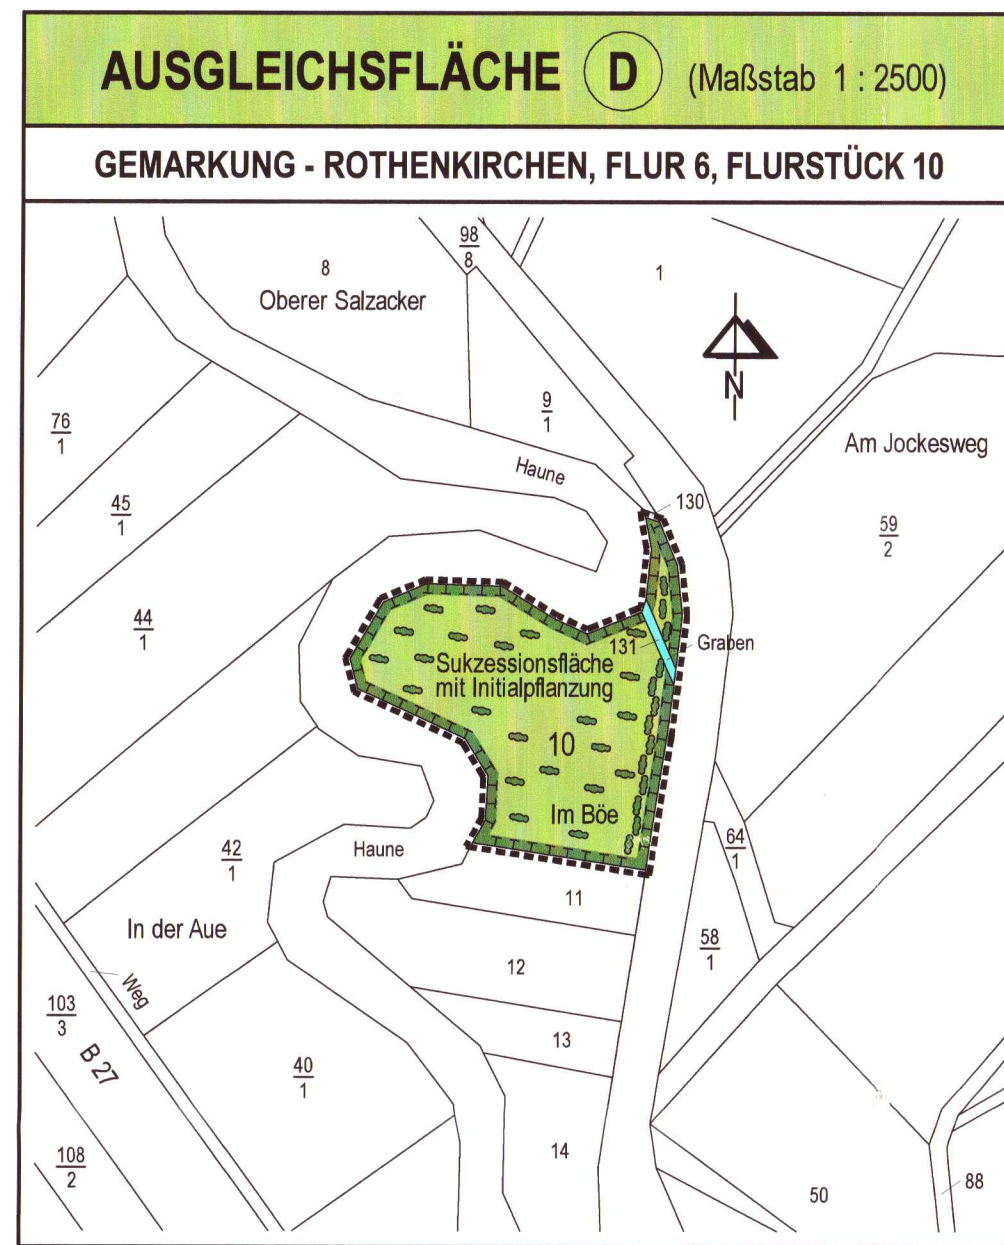 AUSGLEICHSFLÄCHE D (Maßstab 1 : 2500)
GEMARKUNG - ROTHENKIRCHEN, FLUR 6, FLURSTÜCK 10
98
8
8
1
Oberer Salzacker
N
9
1
76
1
Am Jockesweg
Haune
45
1
130
59
2
44
1
131
Graben
Sukzessionsfläche
mit Initialpflanzung
10
Im Böe
64
1
42
1
Haune
11
In der Aue
58
1
12
Weg
103
3
13
B 27
40
1
14
108
2
50
88